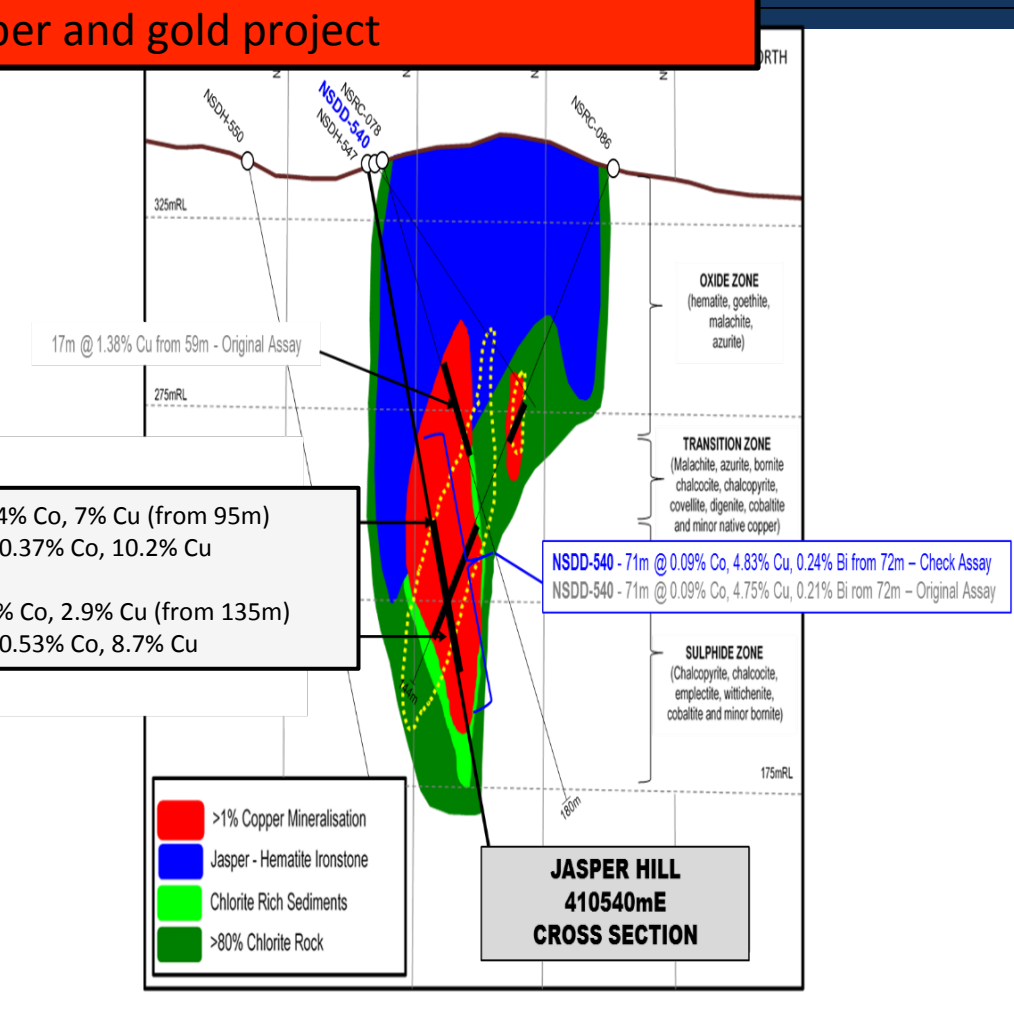 per and gold project
RTH
N
N
N
N
NSDH-550
NSRC-078
NSDD-540
NSDH-547
NSRC-086
325mRL
OXIDE ZONE
(hematite, goethite,
malachite,
azurite)
17m @ 1.38% Cu from 59m - Original Assay
275mRL
TRANSITION ZONE
(Malachite, azurite, bornite
chalcocite, chalcopyrite,
covellite, digenite, cobaltite
and minor native copper)
4% Co, 7% Cu (from 95m)
0.37% Co, 10.2% Cu
% Co, 2.9% Cu (from 135m)
0.53% Co, 8.7% Cu
NSDD-540 - 71m @ 0.09% Co, 4.83% Cu, 0.24% Bi from 72m – Check Assay
NSDD-540 - 71m @ 0.09% Co, 4.75% Cu, 0.21% Bi rom 72m – Original Assay
SULPHIDE ZONE
(Chalcopyrite, chalcocite,
emplectite, wittichenite,
cobaltite and minor bornite)
175mRL
180m
>1% Copper Mineralisation
Jasper - Hematite Ironstone
Chlorite Rich Sediments
>80% Chlorite Rock
JASPER HILL
410540mE
CROSS SECTION